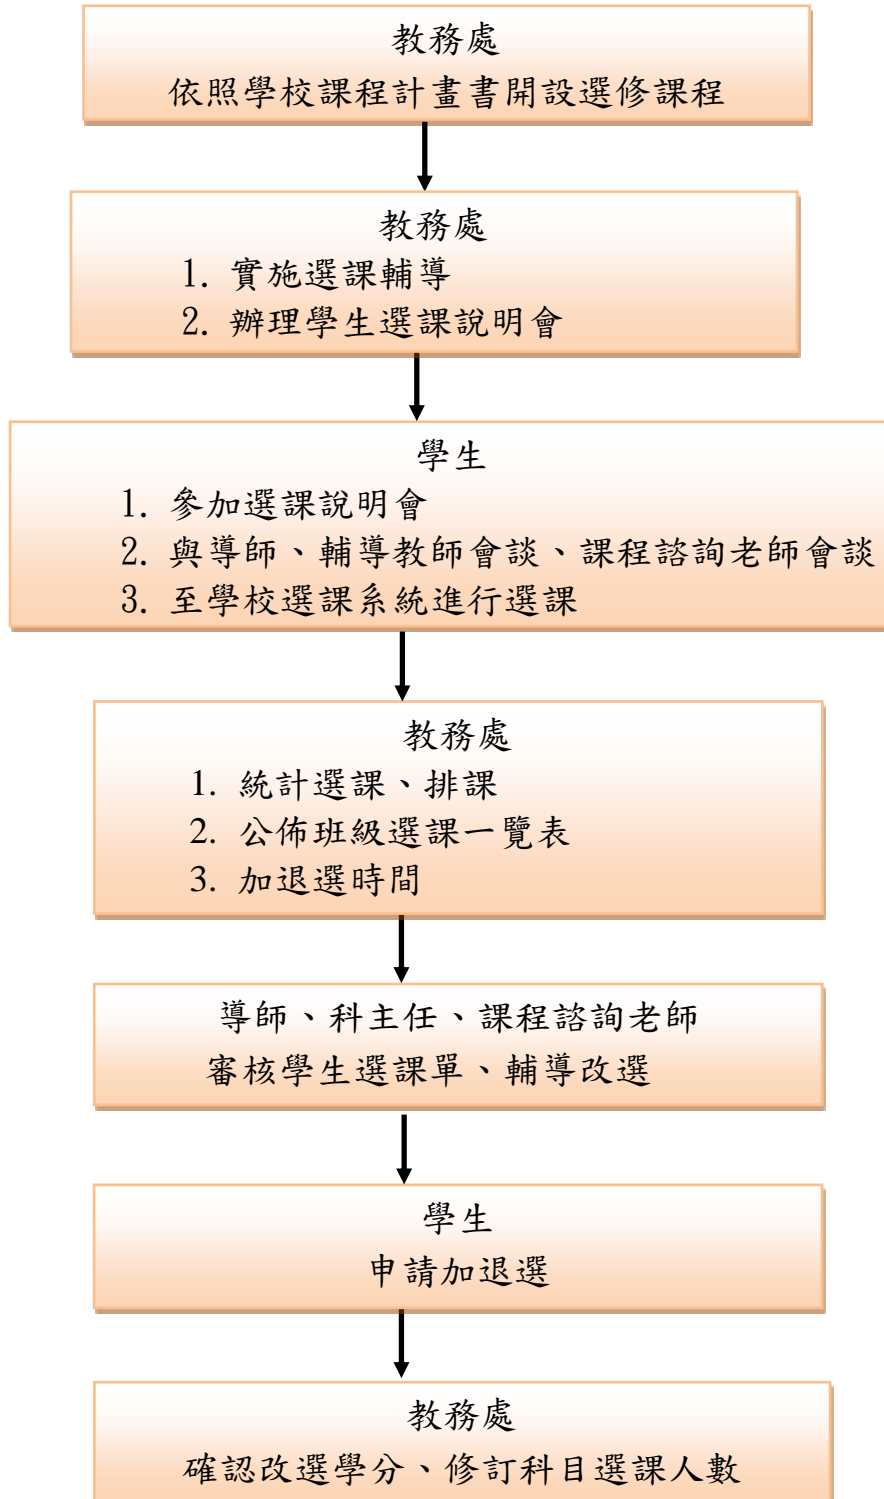 教務處
依照學校課程計畫書開設選修課程
教務處
1. 實施選課輔導
2. 辦理學生選課說明會
學生
1. 參加選課說明會
2. 與導師、輔導教師會談、課程諮詢老師會談
3. 至學校選課系統進行選課
教務處
1. 統計選課、排課
2. 公佈班級選課一覽表
3. 加退選時間
導師、科主任、課程諮詢老師
審核學生選課單、輔導改選
學生
申請加退選
教務處
確認改選學分、修訂科目選課人數